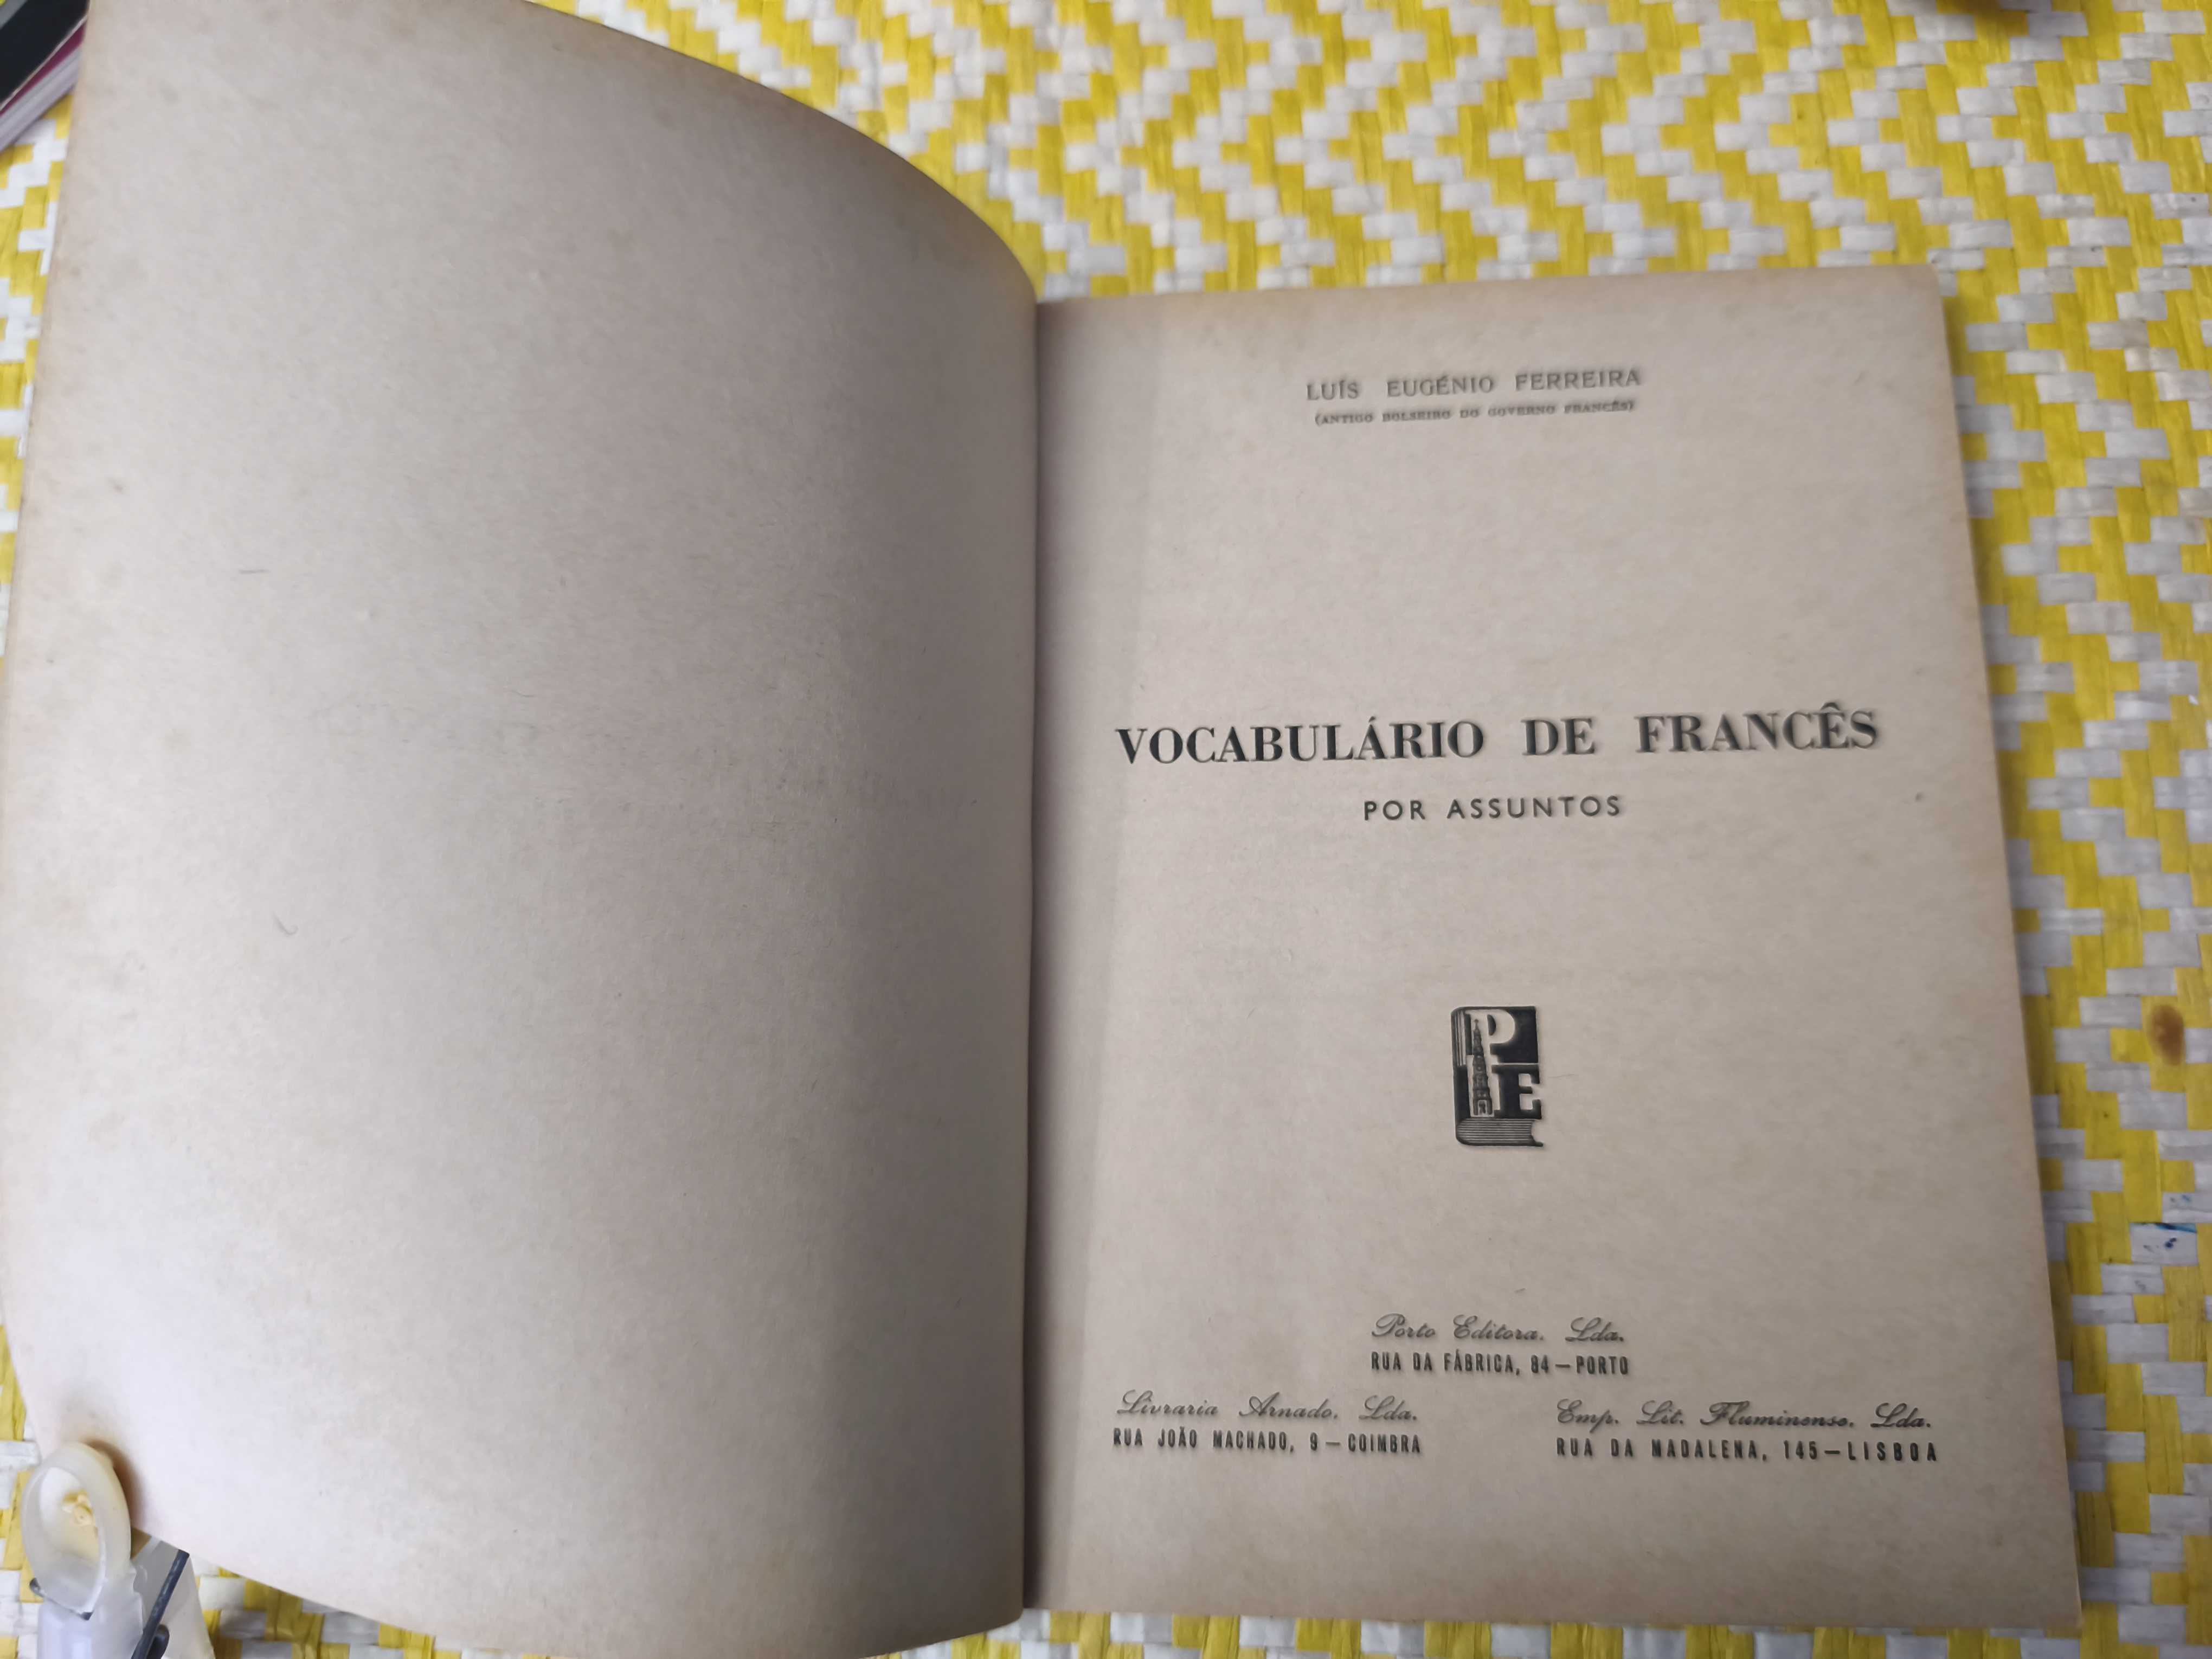 LUÍS EUGÉNIO FERREIRA
(ANTIGO BOLSEIRO DO GOVERNO FRANCÊS)
VOCABULÁRIO DE FRANCÊS
POR ASSUNTOS
P
E
Porto Editora, Lda.
RUA DA FÁBRICA, 84 — PORTO
Livraria Arnado, Lda.
RUA JOÃO MACHADO, 9 — COIMBRA
Emp. Lit. Fluminense, Lda.
RUA DA MADALENA, 145 — LISBOA